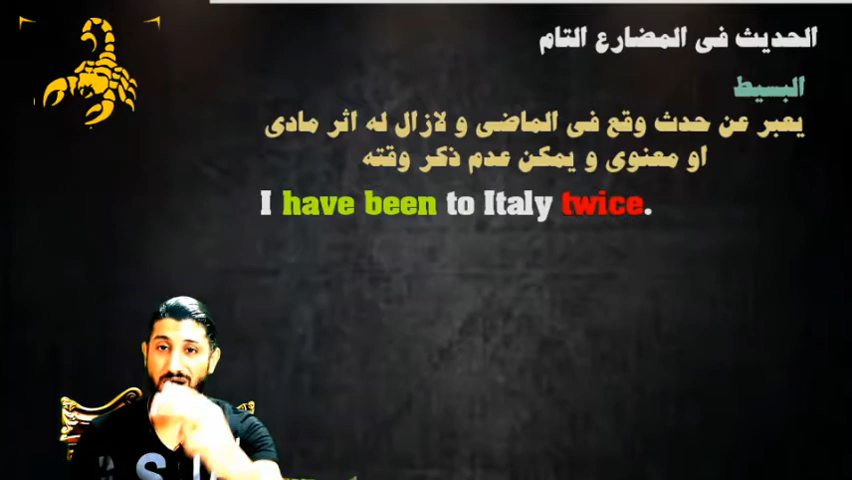 الحديث فى المضارع التام
البسيط
يعبر عن حدث وقع فى الماضى و لازال له اثر مادى
او معنوى و يمكن عدم ذكر وقته
I have been to Italy twice.